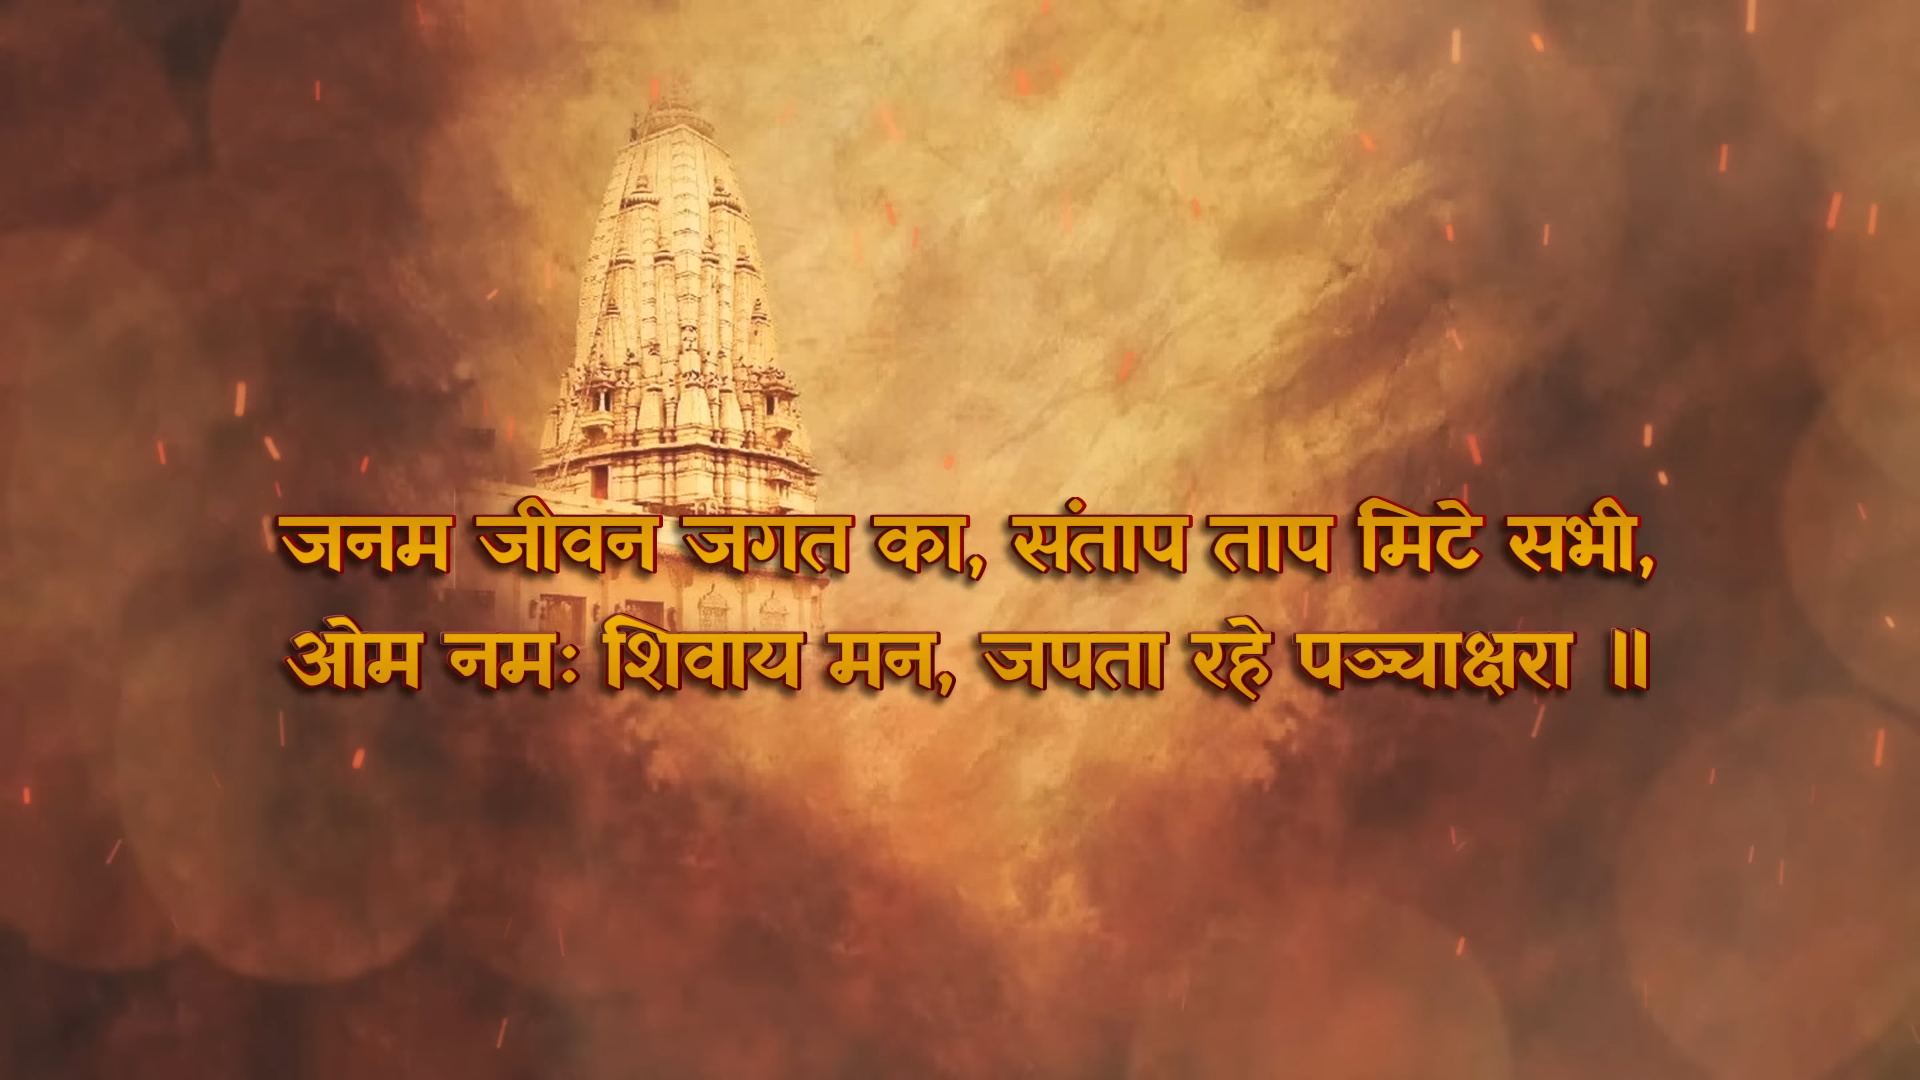 जनम जीवन जगत का, संताप ताप मिटे सभी,
ओम नमः शिवाय मन, जपता रहे पञ्चाक्षरा ॥